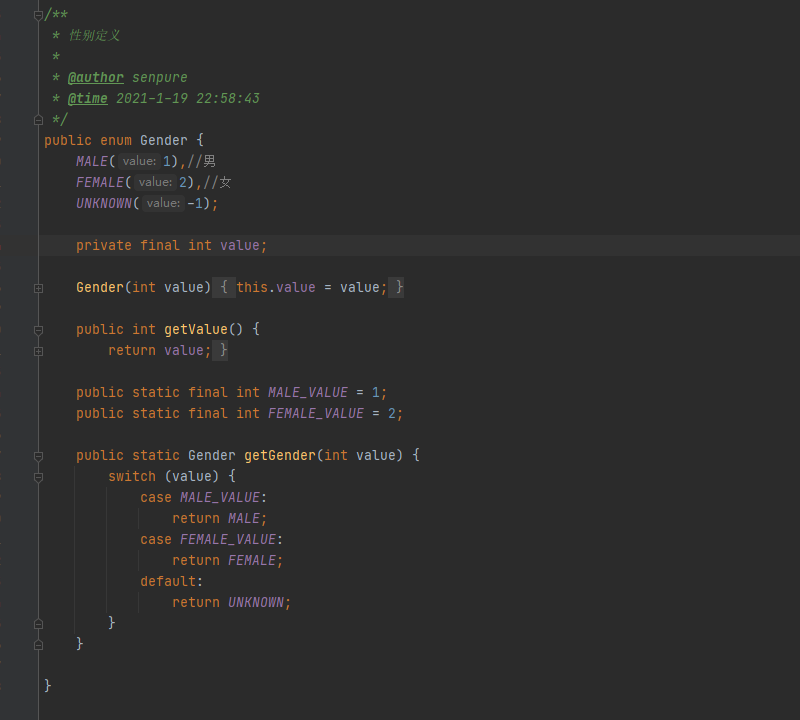 /**
 * 性别定义
 *
 * @author senpure
 * @time 2021-1-19 22:58:43
 */
public enum Gender {
    MALE( value: 1),//男
    FEMALE( value: 2),//女
    UNKNOWN( value: -1);
    private final int value;
    Gender(int value) { this.value = value; }
    public int getValue() {
        return value; }
    public static final int MALE_VALUE = 1;
    public static final int FEMALE_VALUE = 2;
    public static Gender getGender(int value) {
        switch (value) {
            case MALE_VALUE:
                return MALE;
            case FEMALE_VALUE:
                return FEMALE;
            default:
                return UNKNOWN;
        }
    }
}